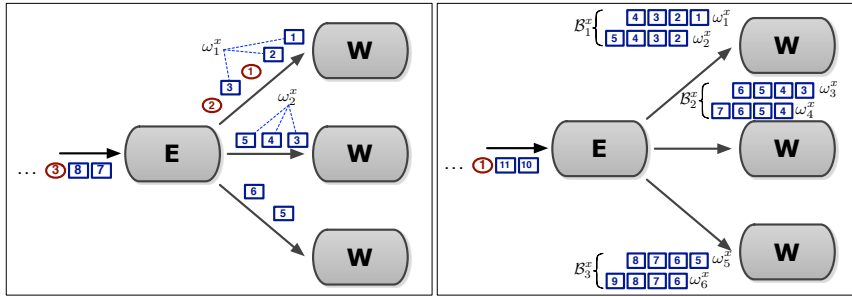 ω₁ˣ 1
2
3 1
2
W
ω₂ˣ
5 4 3
W
E
... 3 8 7
6
5
W
B₁ˣ 4 3 2 1 ω₁ˣ
5 4 3 2 ω₂ˣ
W
B₂ˣ 6 5 4 3 ω₃ˣ
7 6 5 4 ω₄ˣ
W
E
... 1 11 10
B₃ˣ 8 7 6 5 ω₅ˣ
9 8 7 6 ω₆ˣ
W